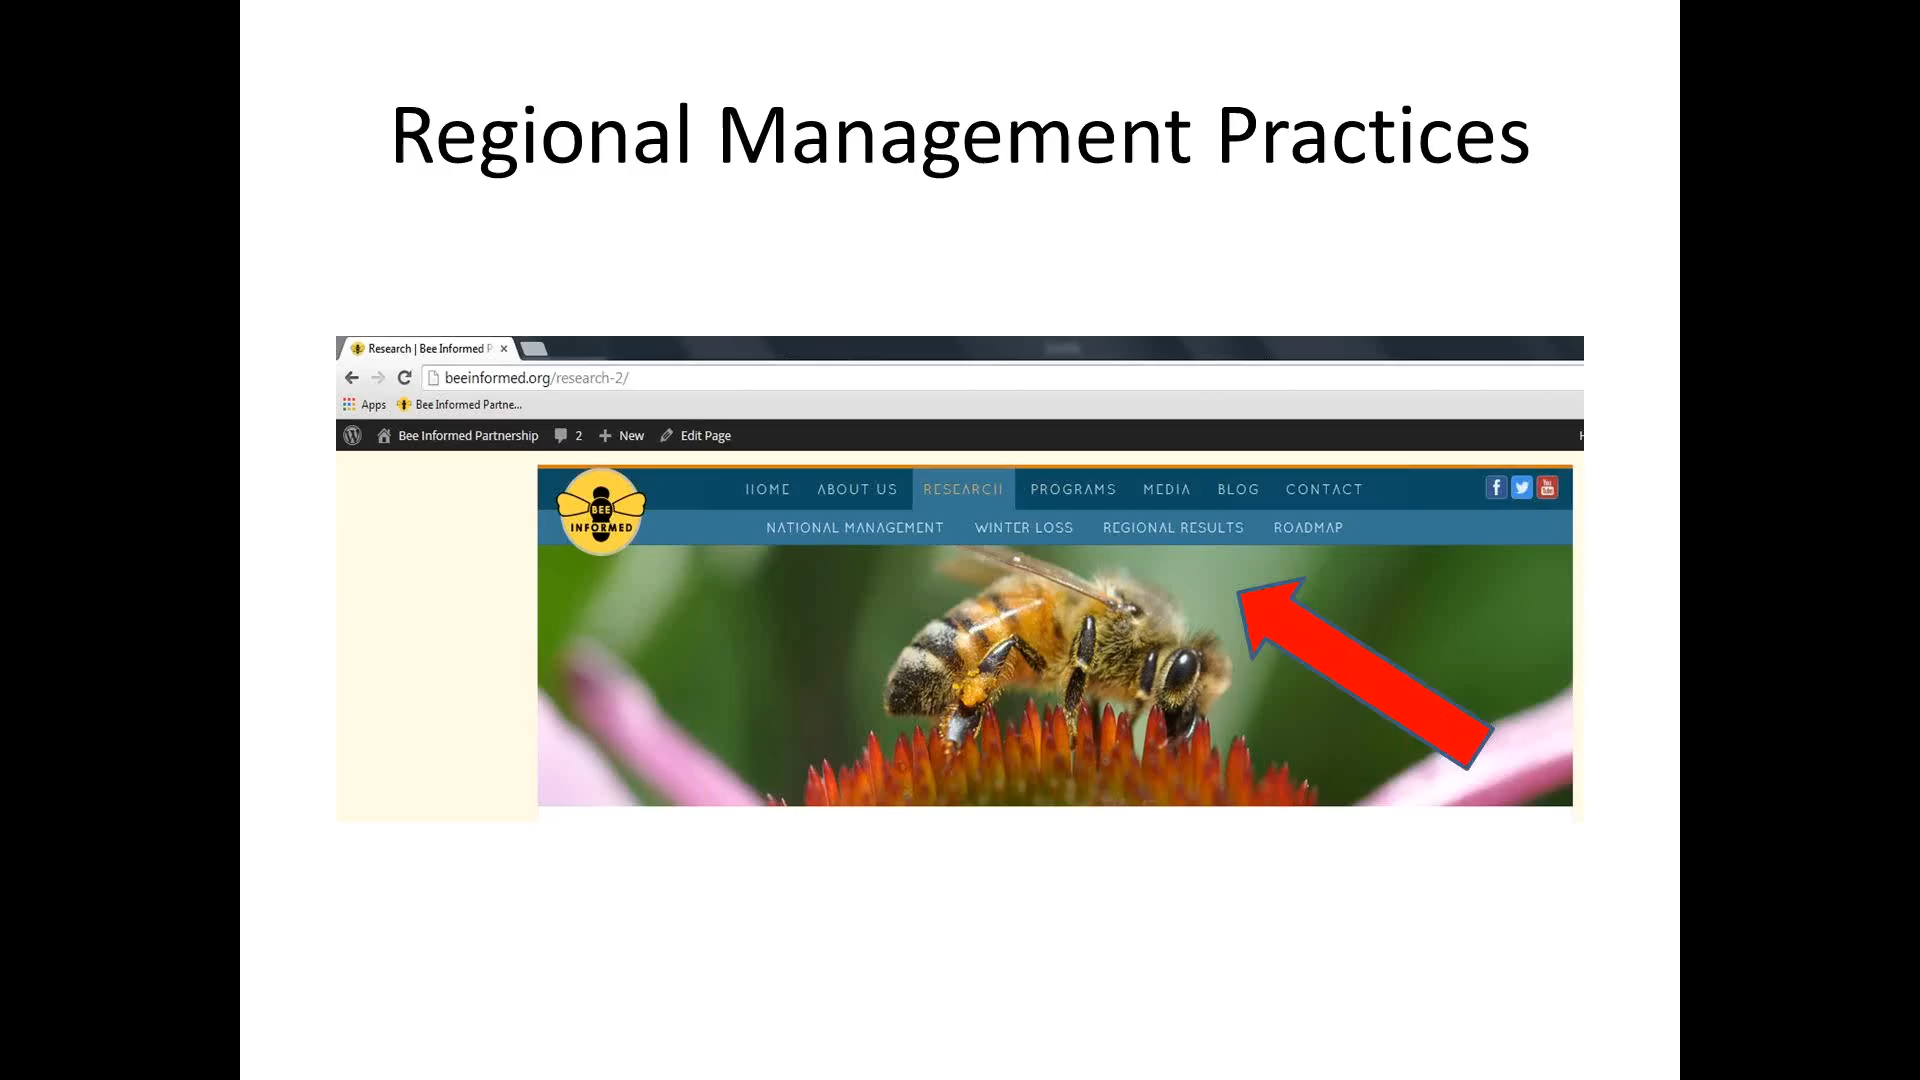 Regional Management Practices
Research | Bee Informed P
beeinformed.org/research-2/
Apps Bee Informed Partne...
Bee Informed Partnership 2 New Edit Page H
HOME ABOUT US RESEARCH PROGRAMS MEDIA BLOG CONTACT
BEE
INFORMED
NATIONAL MANAGEMENT WINTER LOSS REGIONAL RESULTS ROADMAP